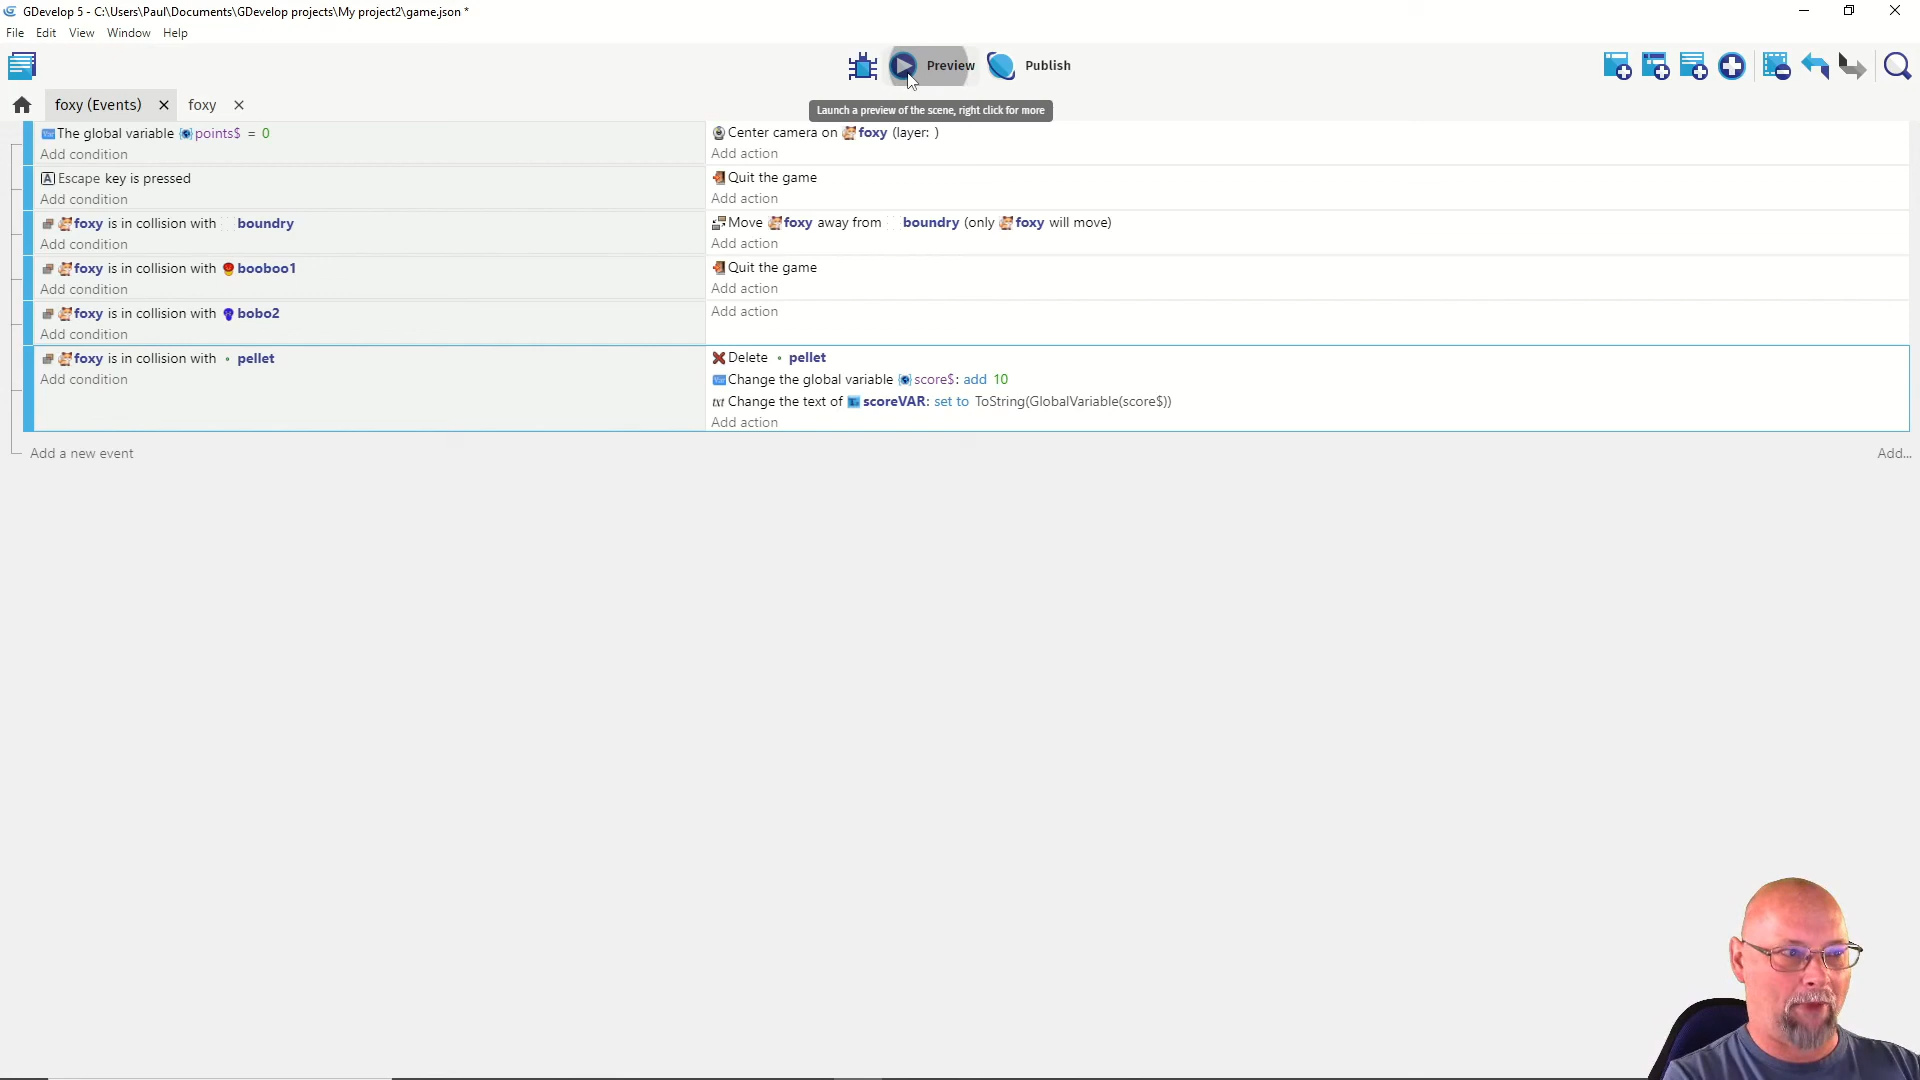 GDevelop 5 - C:\Users\Paul\Documents\GDevelop projects\My project2\game.json *
File Edit View Window Help
Preview Publish
foxy (Events) × foxy ×
Launch a preview of the scene, right click for more
The global variable points$ = 0
Add condition
Center camera on foxy (layer: )
Add action
Escape key is pressed
Add condition
Quit the game
Add action
foxy is in collision with boundry
Add condition
Move foxy away from boundry (only foxy will move)
Add action
foxy is in collision with booboo1
Add condition
Quit the game
Add action
foxy is in collision with bobo2
Add condition
Add action
foxy is in collision with pellet
Add condition
Delete pellet
Change the global variable score$: add 10
Change the text of scoreVAR: set to ToString(GlobalVariable(score$))
Add action
Add a new event
Add...